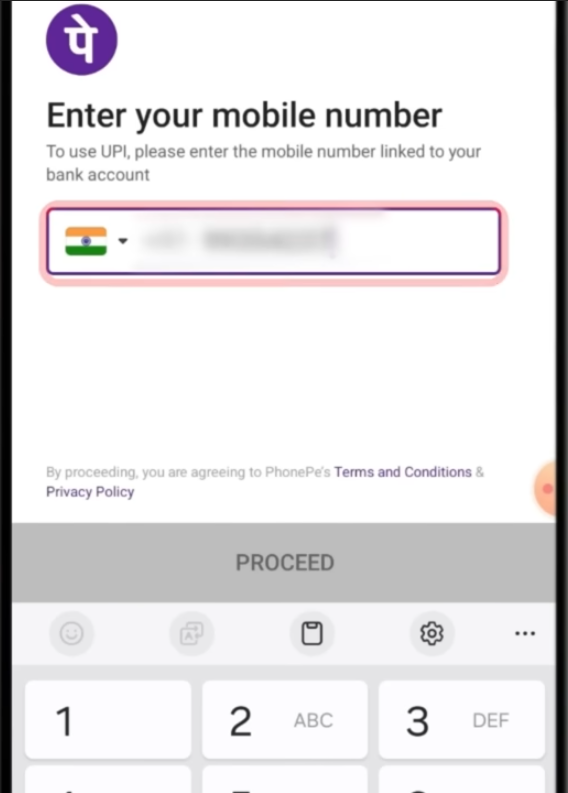 पे
Enter your mobile number
To use UPI, please enter the mobile number linked to your
bank account
By proceeding, you are agreeing to PhonePe's Terms and Conditions &
Privacy Policy
PROCEED
1
2 ABC
3 DEF